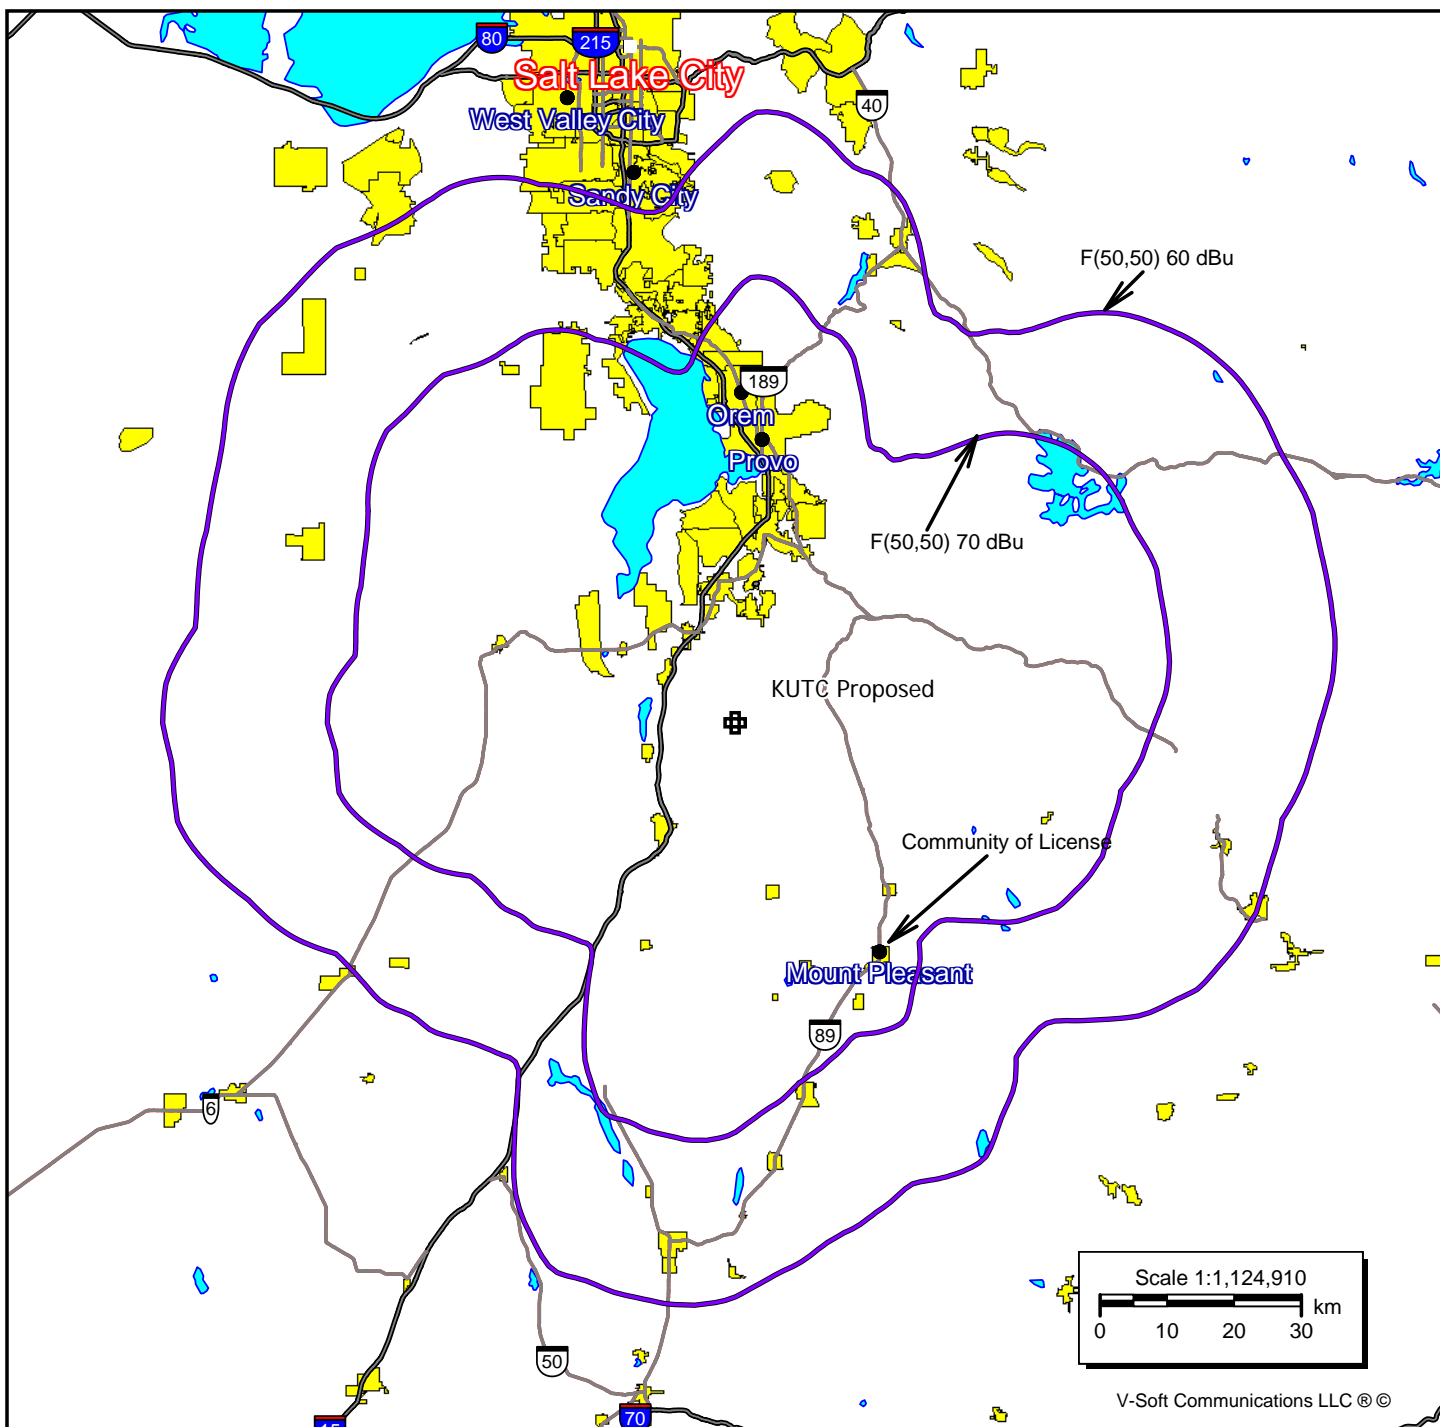 80
215
Salt Lake City
West Valley City
40
Sandy City
F(50,50) 60 dBu
189
Orem
Provo
F(50,50) 70 dBu
KUTC Proposed
Community of License
Mount Pleasant
89
6
Scale 1:1,124,910
km
0 10 20 30
50
V-Soft Communications LLC ® ©
15
70